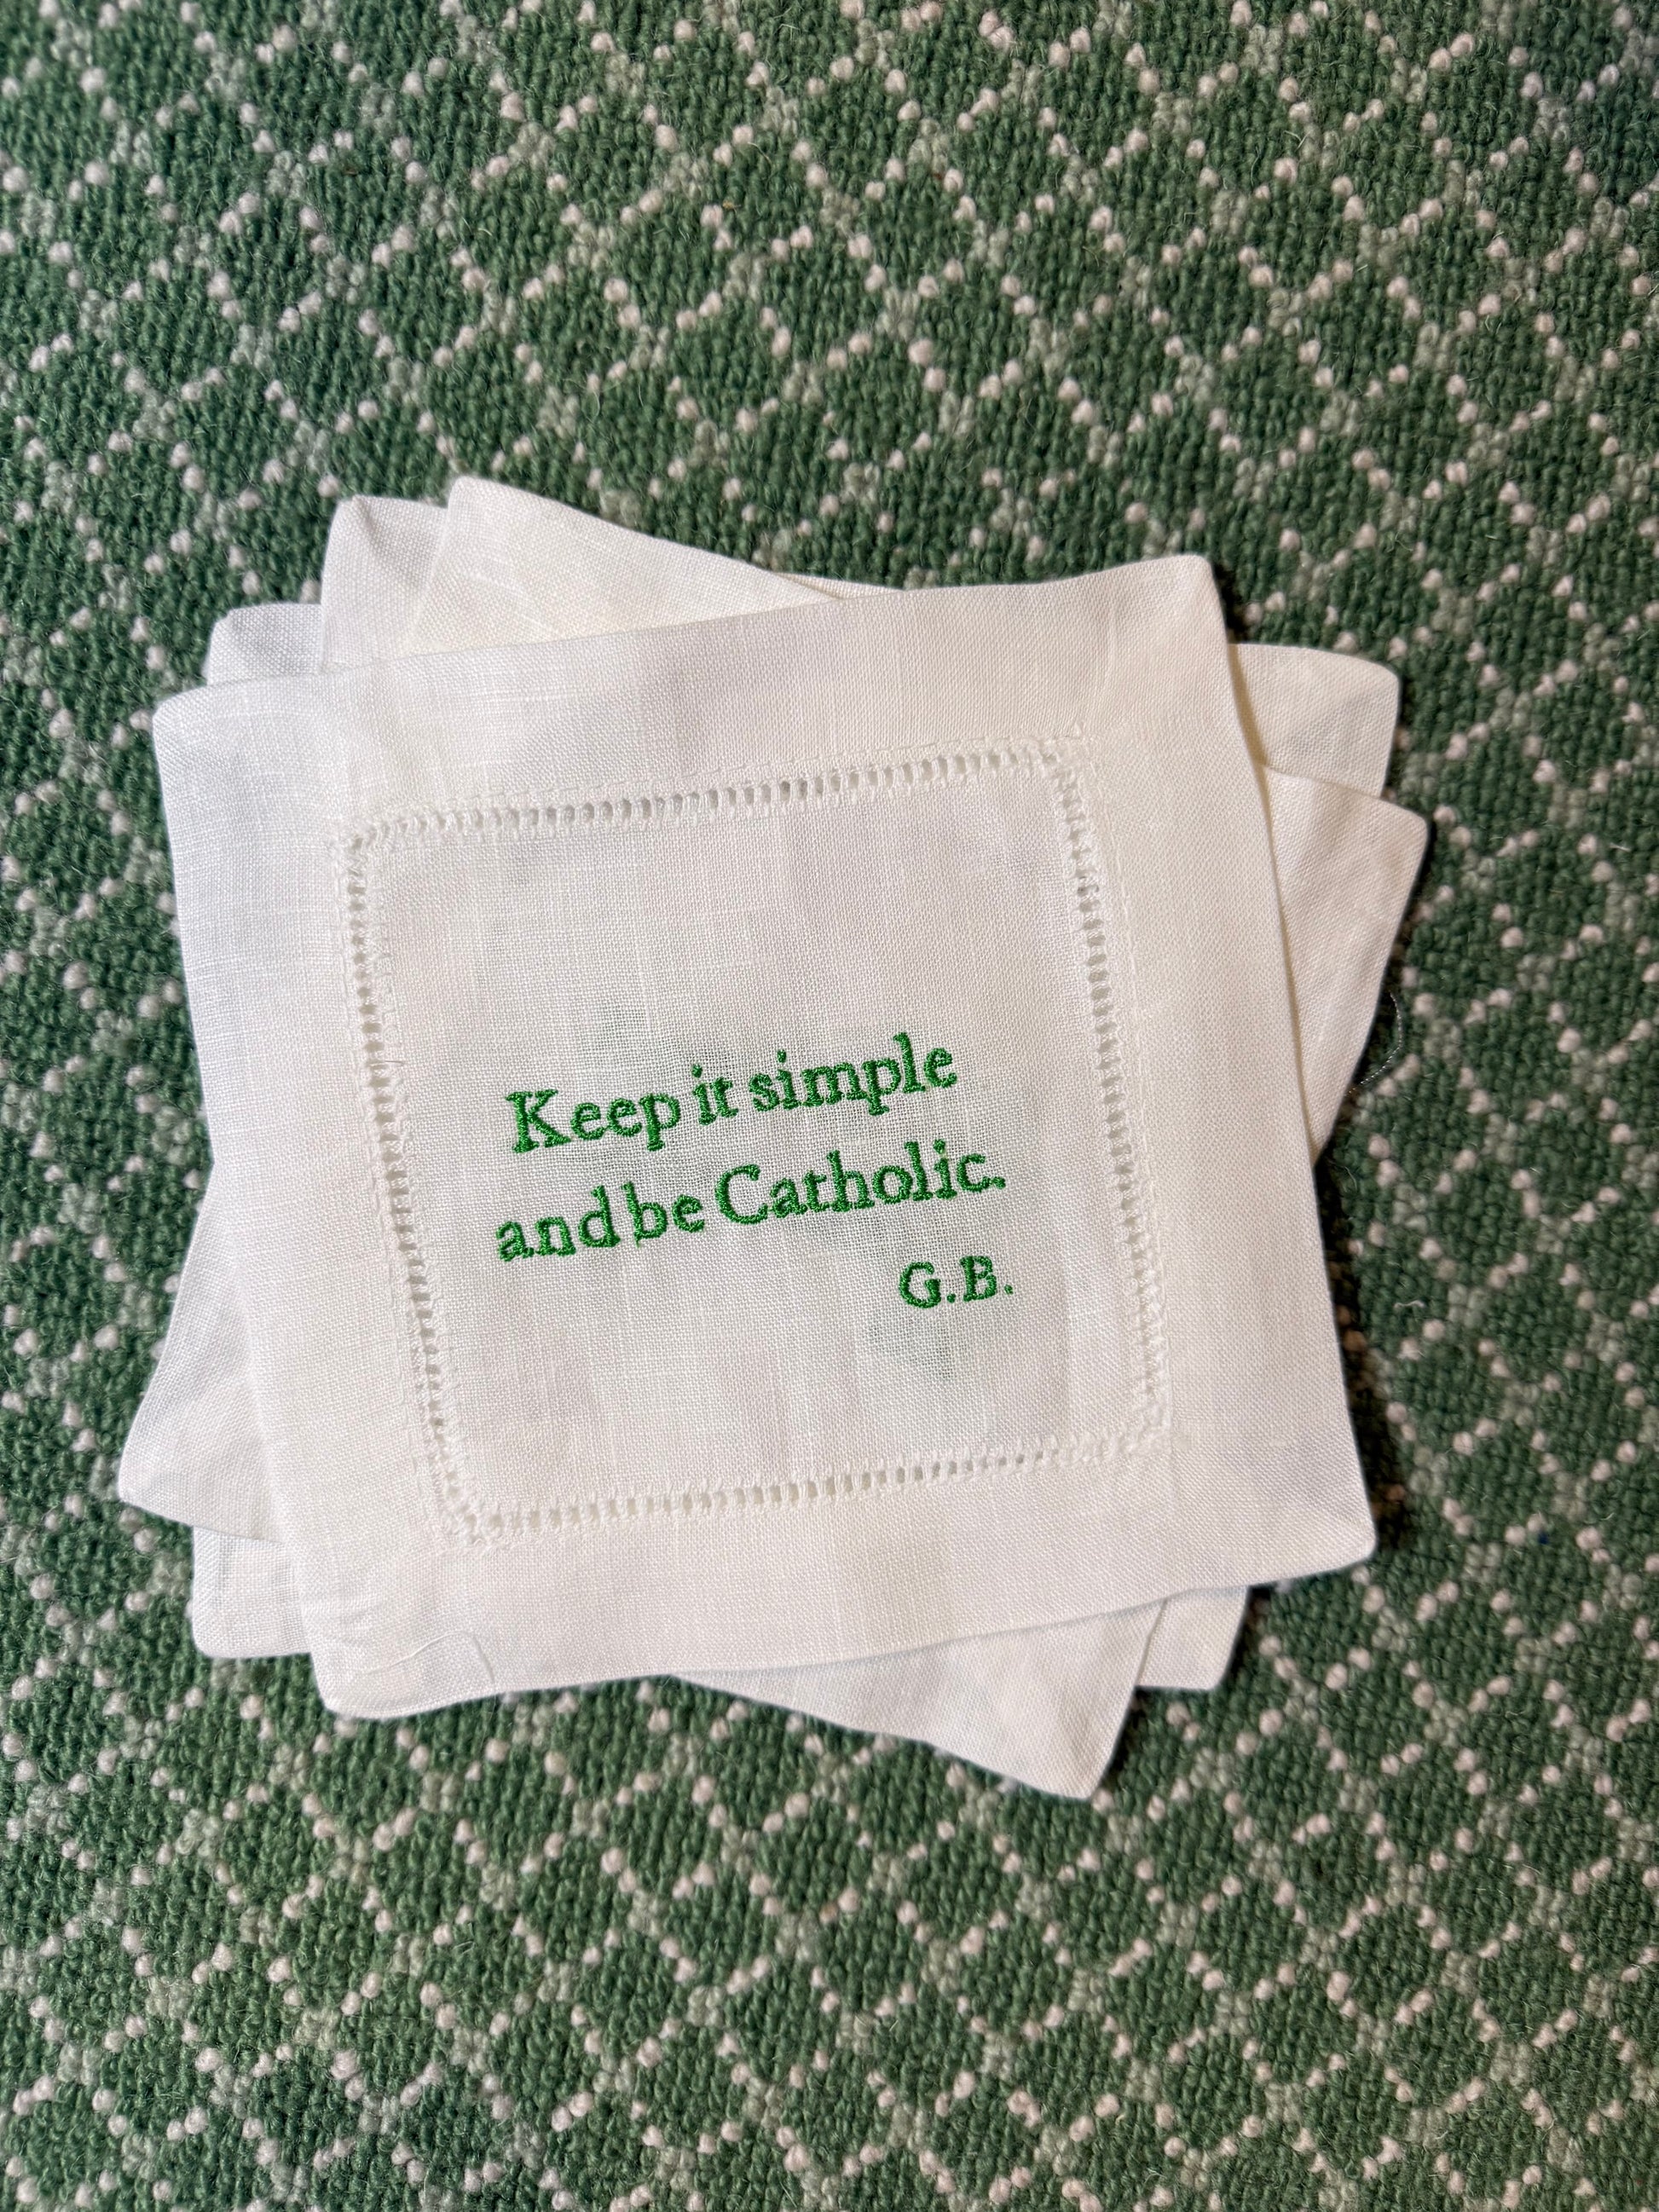 Keep it simple
and be Catholic.
G.B.